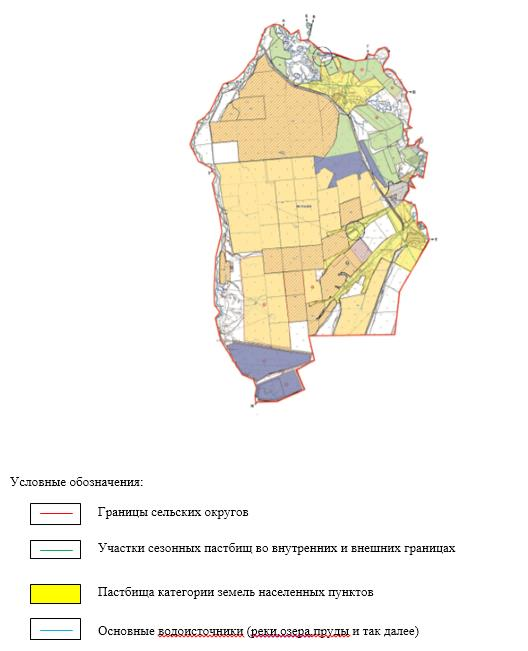 Условные обозначения:
Границы сельских округов
Участки сезонных пастбищ во внутренних и внешних границах
Пастбища категории земель населенных пунктов
Основные водоисточники (реки,озера,пруды и так далее)